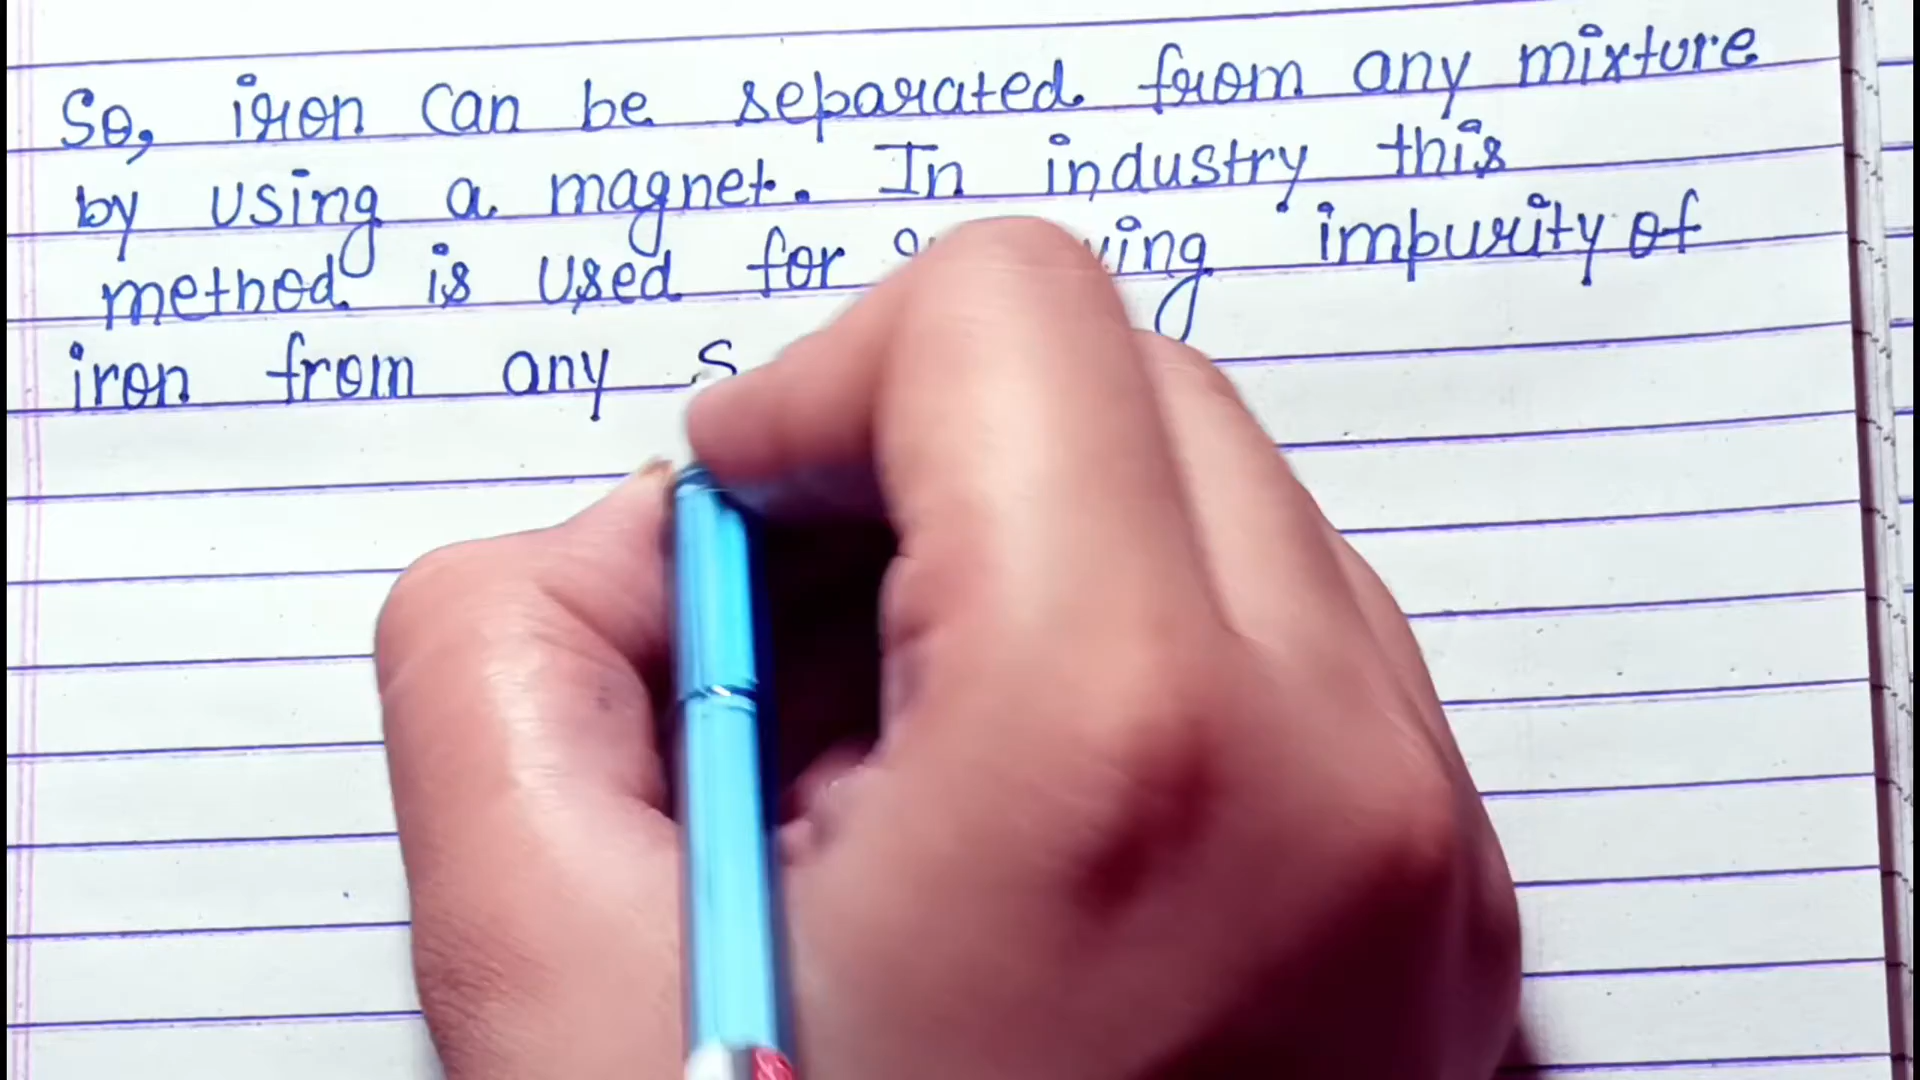 So, iron can be separated from any mixture
by using a magnet. In industry this
method is used for impurity of
iron from any